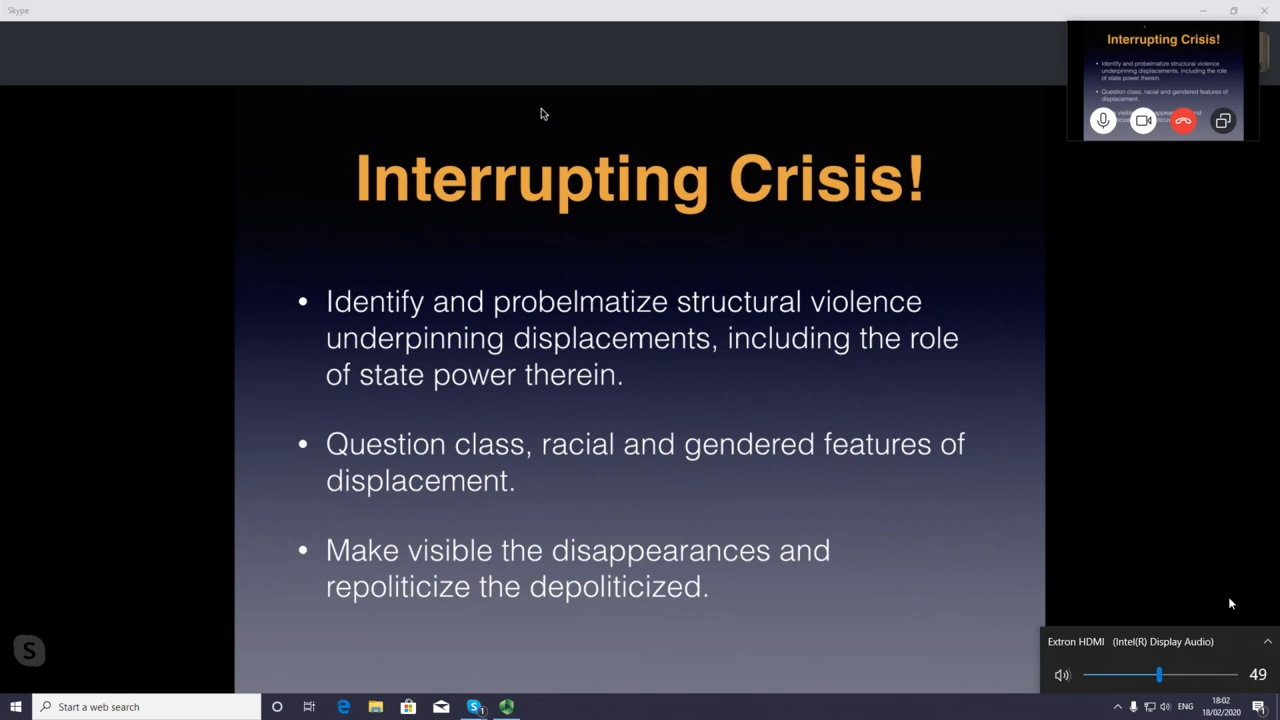 Skype
Interrupting Crisis!
Identify and probelmatize structural violence
underpinning displacements, including the role
of state power therein.
Question class, racial and gendered features of
displacement.
Interrupting Crisis!
• Identify and probelmatize structural violence
underpinning displacements, including the role
of state power therein.
• Question class, racial and gendered features of
displacement.
• Make visible the disappearances and
repoliticize the depoliticized.
S
Extron HDMI (Intel(R) Display Audio)
49
Start a web search
S 1
ENG
18:02
18/02/2020
1